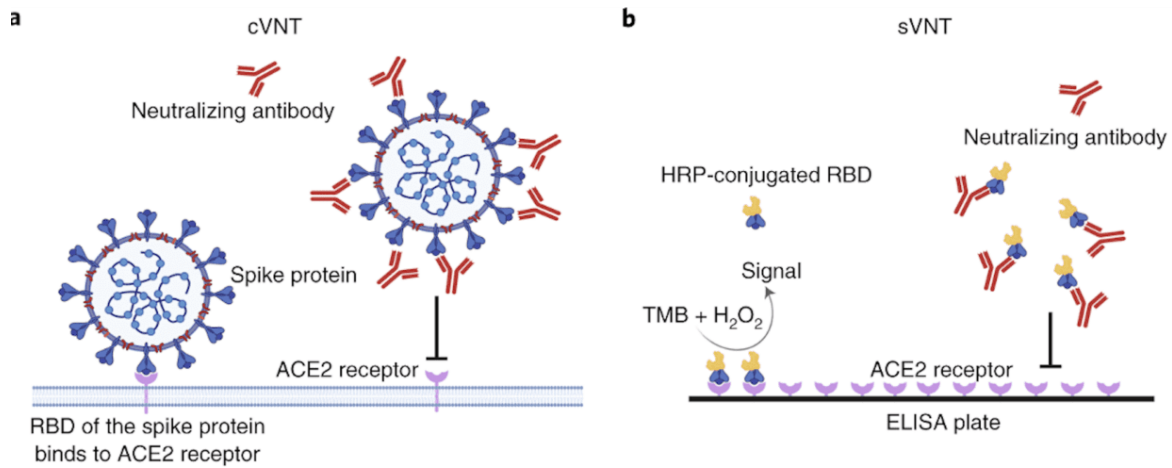 a
cVNT
Neutralizing antibody
Spike protein
ACE2 receptor
RBD of the spike protein
binds to ACE2 receptor
b
sVNT
Neutralizing antibody
HRP-conjugated RBD
Signal
TMB + H₂O₂
ACE2 receptor
ELISA plate